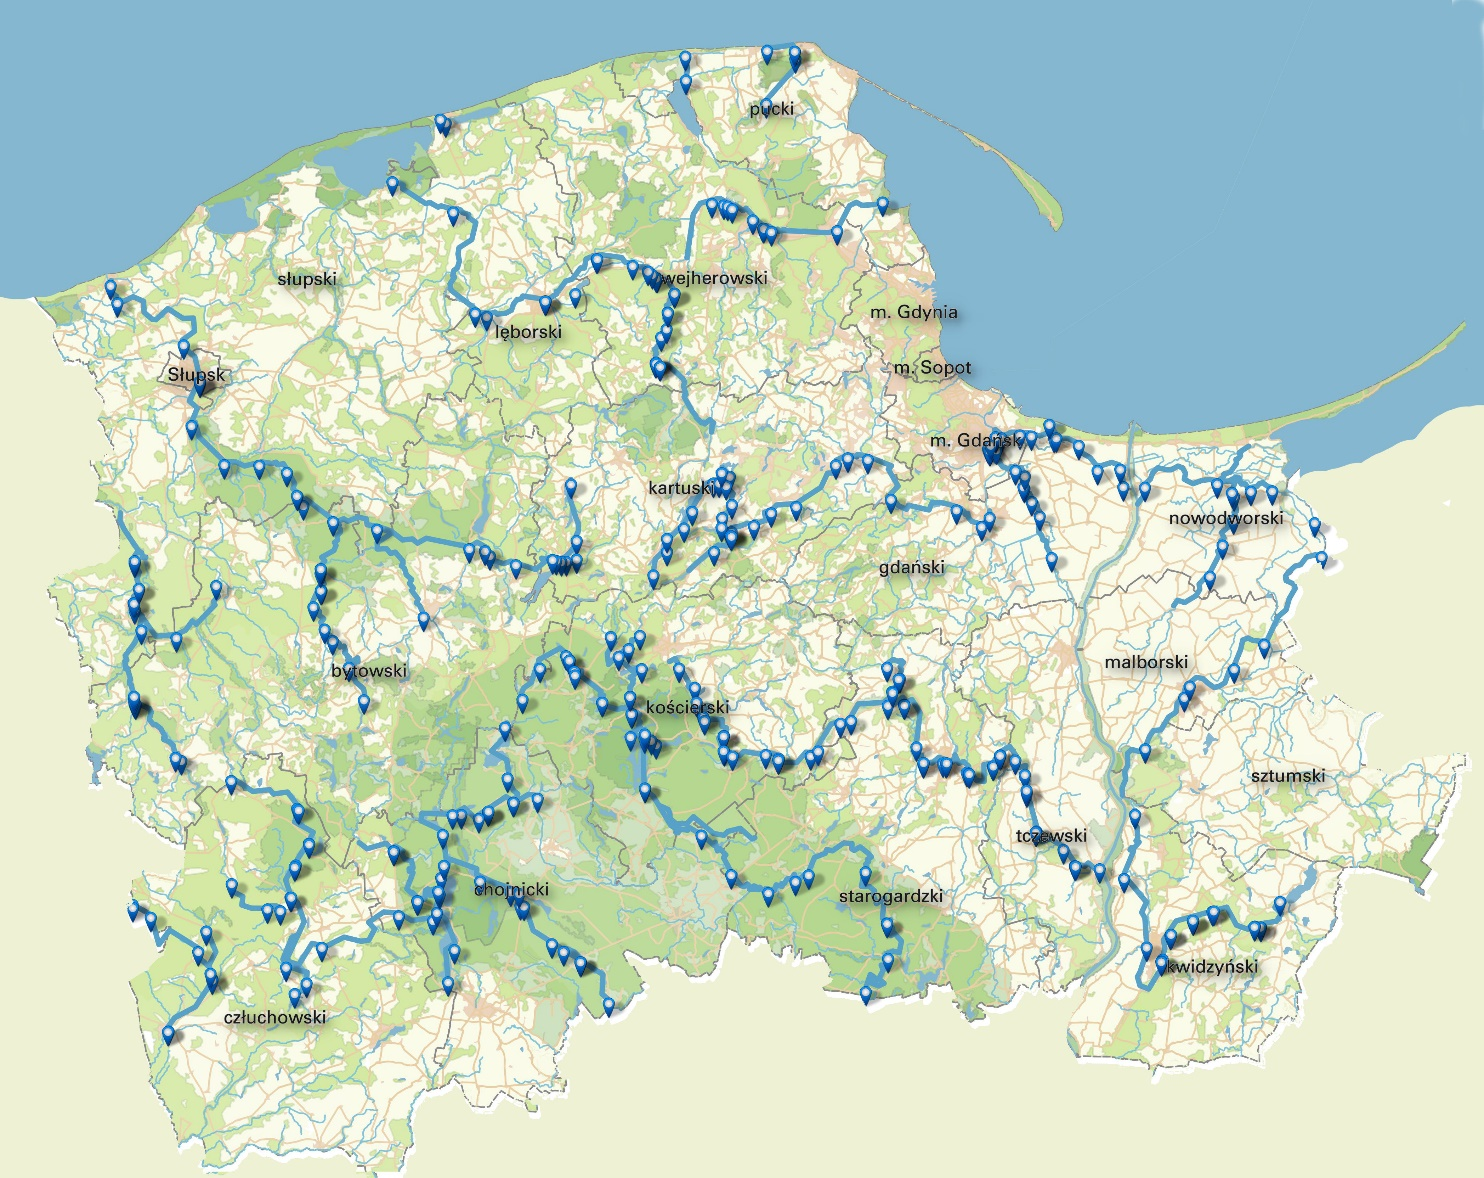 pucki
słupski
wejherowski
m. Gdynia
lęborski
m. Sopot
Słupsk
m. Gdańsk
kartuski
nowodworski
gdański
malborski
bytowski
kościerski
sztumski
tczewski
chojnicki
starogardzki
kwidzyński
człuchowski